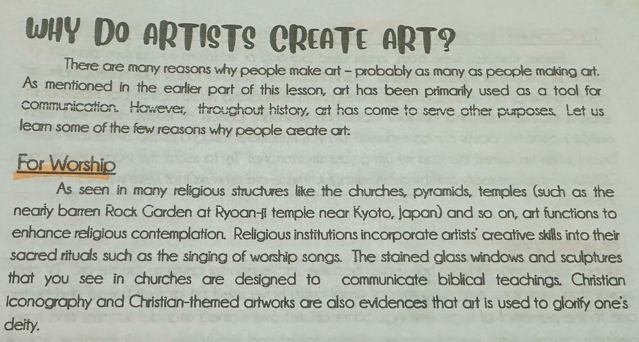 WHY DO ARTISTS CREATE ART?
There are many reasons why people make art – probably as many as people making art.
As mentioned in the earlier part of this lesson, art has been primarily used as a tool for
communication. However, throughout history, art has come to serve other purposes. Let us
learn some of the few reasons why people create art:
For Worship
As seen in many religious structures like the churches, pyramids, temples (such as the
nearly barren Rock Garden at Ryoan-ji temple near Kyoto, Japan) and so on, art functions to
enhance religious contemplation. Religious institutions incorporate artists' creative skills into their
sacred rituals such as the singing of worship songs. The stained glass windows and sculptures
that you see in churches are designed to communicate biblical teachings. Christian
Iconography and Christian-themed artworks are also evidences that art is used to glorify one's
deity.